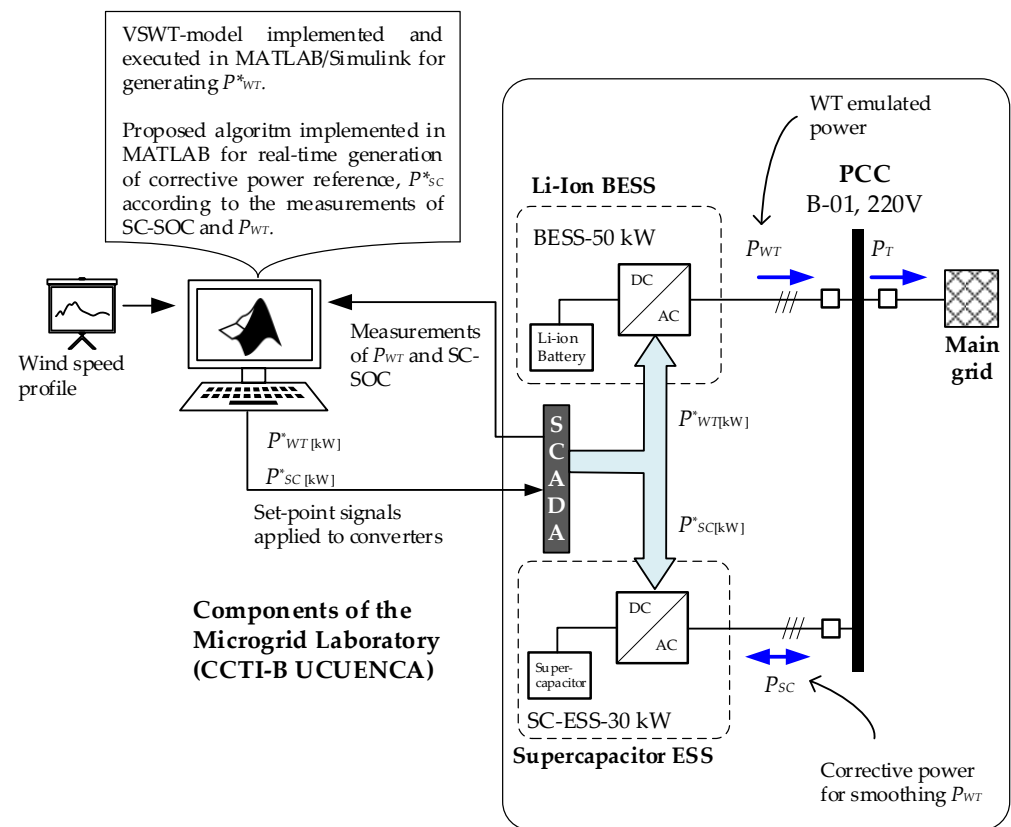 VSWT-model implemented and
executed in MATLAB/Simulink for
generating P*WT.
Proposed algoritm implemented in
MATLAB for real-time generation
of corrective power reference, P*SC
according to the measurements of
SC-SOC and PWT.
Wind speed
profile
Measurements
of PWT and SC-
SOC
P*WT [kW]
P*SC [kW]
Set-point signals
applied to converters
Components of the
Microgrid Laboratory
(CCTI-B UCUENCA)
SCADA
Li-Ion BESS
BESS-50 kW
DC
AC
Li-ion
Battery
P*WT[kW]
P*SC[kW]
DC
AC
Super-
capacitor
SC-ESS-30 kW
Supercapacitor ESS
WT emulated
power
PCC
B-01, 220V
PWT
PT
Main
grid
PSC
Corrective power
for smoothing PWT